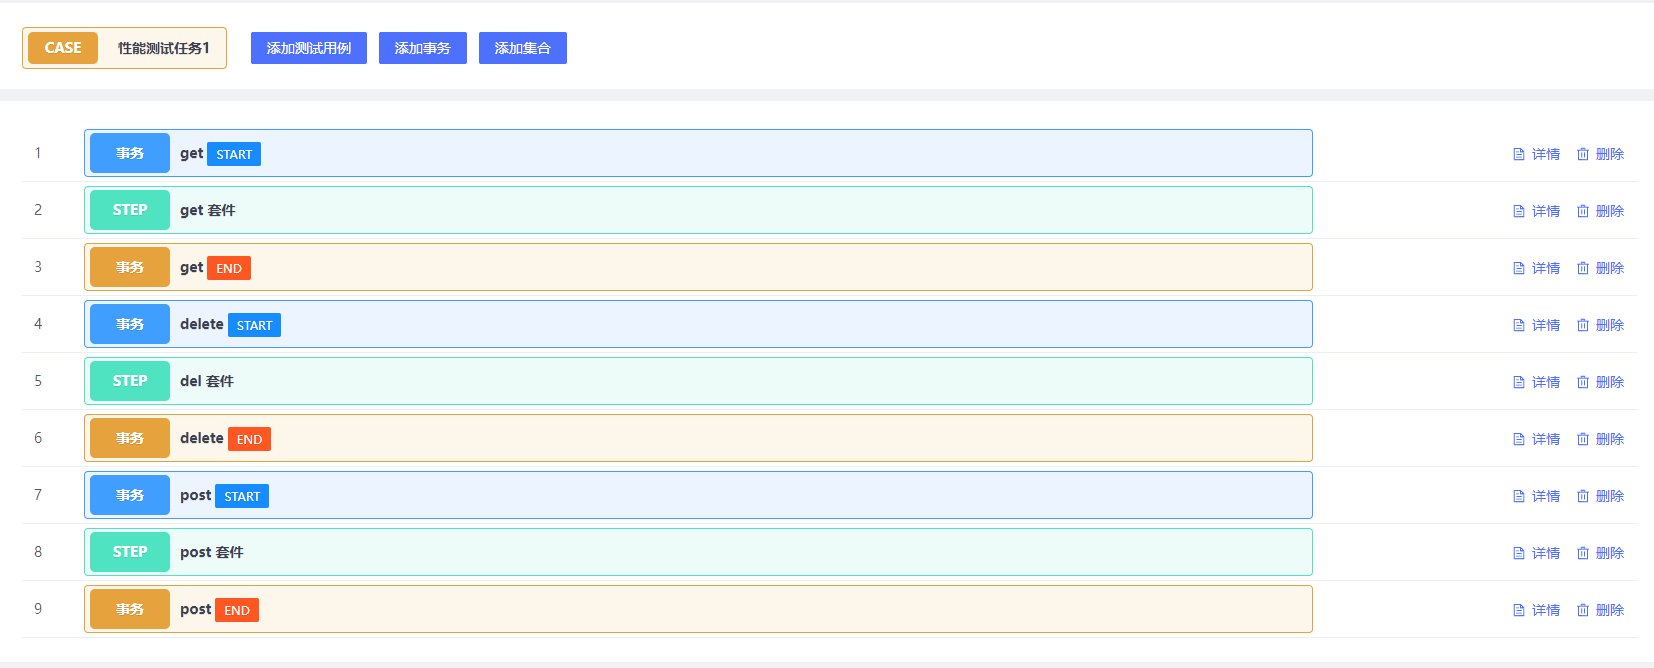 CASE 性能测试任务1 添加测试用例 添加事务 添加集合
1 事务 get START 详情 删除
2 STEP get 套件 详情 删除
3 事务 get END 详情 删除
4 事务 delete START 详情 删除
5 STEP del 套件 详情 删除
6 事务 delete END 详情 删除
7 事务 post START 详情 删除
8 STEP post 套件 详情 删除
9 事务 post END 详情 删除